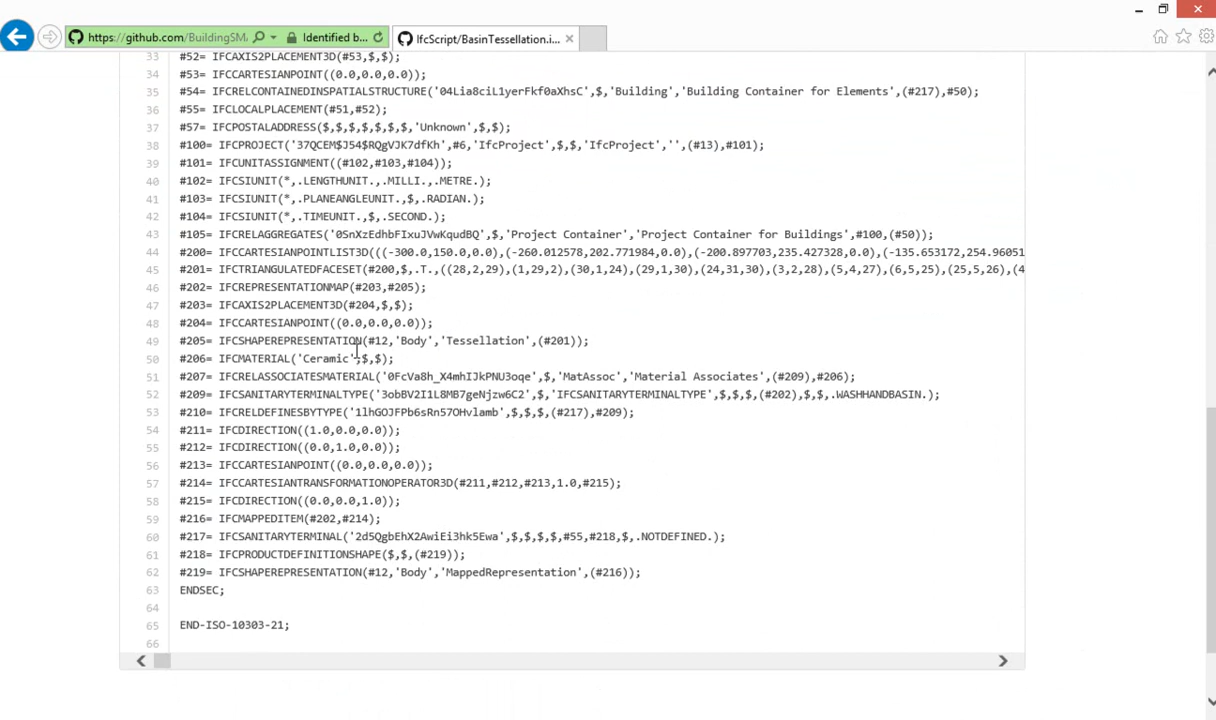 https://github.com/BuildingSM
Identified b...
IfcScript/BasinTessellation.i...
33 #52= IFCAXIS2PLACEMENT3D(#53,$,$);
34 #53= IFCCARTESIANPOINT((0.0,0.0,0.0));
35 #54= IFCRELCONTAINEDINSPATIALSTRUCTURE('04Lia8ciL1yerFkf0aXhsC',$,'Building','Building Container for Elements',(#217),#50);
36 #55= IFCLOCALPLACEMENT(#51,#52);
37 #57= IFCPOSTALADDRESS($,$,$,$,$,$,'Unknown',$,$);
38 #100= IFCPROJECT('37QCEM$J54$RQgVJK7dfKh',#6,'IfcProject',$,$,'IfcProject','',(#13),#101);
39 #101= IFCUNITASSIGNMENT((#102,#103,#104));
40 #102= IFCSIUNIT(*,.LENGTHUNIT.,.MILLI.,.METRE.);
41 #103= IFCSIUNIT(*,.PLANEANGLEUNIT.,$,.RADIAN.);
42 #104= IFCSIUNIT(*,.TIMEUNIT.,$,.SECOND.);
43 #105= IFCRELAGGREGATES('0SnXzEdhbFIxuJVwKqudBQ',$,'Project Container','Project Container for Buildings',#100,(#50));
44 #200= IFCCARTESIANPOINTLIST3D(((-300.0,150.0,0.0),(-260.012578,202.771984,0.0),(-200.897703,235.427328,0.0),(-135.653172,254.96051
45 #201= IFCTRIANGULATEDFACESET(#200,$,.T.,((28,2,29),(1,29,2),(30,1,24),(29,1,30),(24,31,30),(3,2,28),(5,4,27),(6,5,25),(25,5,26),(4
46 #202= IFCREPRESENTATIONMAP(#203,#205);
47 #203= IFCAXIS2PLACEMENT3D(#204,$,$);
48 #204= IFCCARTESIANPOINT((0.0,0.0,0.0));
49 #205= IFCSHAPEREPRESENTATION(#12,'Body','Tessellation',(#201));
50 #206= IFCMATERIAL('Ceramic',$,$);
51 #207= IFCRELASSOCIATESMATERIAL('0FcVa8h_X4mhIJkPNU3oqe',$,'MatAssoc','Material Associates',(#209),#206);
52 #209= IFCSANITARYTERMINALTYPE('3obBV2I1L8MB7geNjzw6C2',$,'IFCSANITARYTERMINALTYPE',$,$,$,(#202),$,$,.WASHHANDBASIN.);
53 #210= IFCRELDEFINESBYTYPE('1lhGOJFPb6sRn57OHvlamb',$,$,$,(#217),#209);
54 #211= IFCDIRECTION((1.0,0.0,0.0));
55 #212= IFCDIRECTION((0.0,1.0,0.0));
56 #213= IFCCARTESIANPOINT((0.0,0.0,0.0));
57 #214= IFCCARTESIANTRANSFORMATIONOPERATOR3D(#211,#212,#213,1.0,#215);
58 #215= IFCDIRECTION((0.0,0.0,1.0));
59 #216= IFCMAPPEDITEM(#202,#214);
60 #217= IFCSANITARYTERMINAL('2d5QgbEhX2AwiEi3hk5Ewa',$,$,$,$,#55,#218,$,.NOTDEFINED.);
61 #218= IFCPRODUCTDEFINITIONSHAPE($,$,(#219));
62 #219= IFCSHAPEREPRESENTATION(#12,'Body','MappedRepresentation',(#216));
63 ENDSEC;
64
65 END-ISO-10303-21;
66